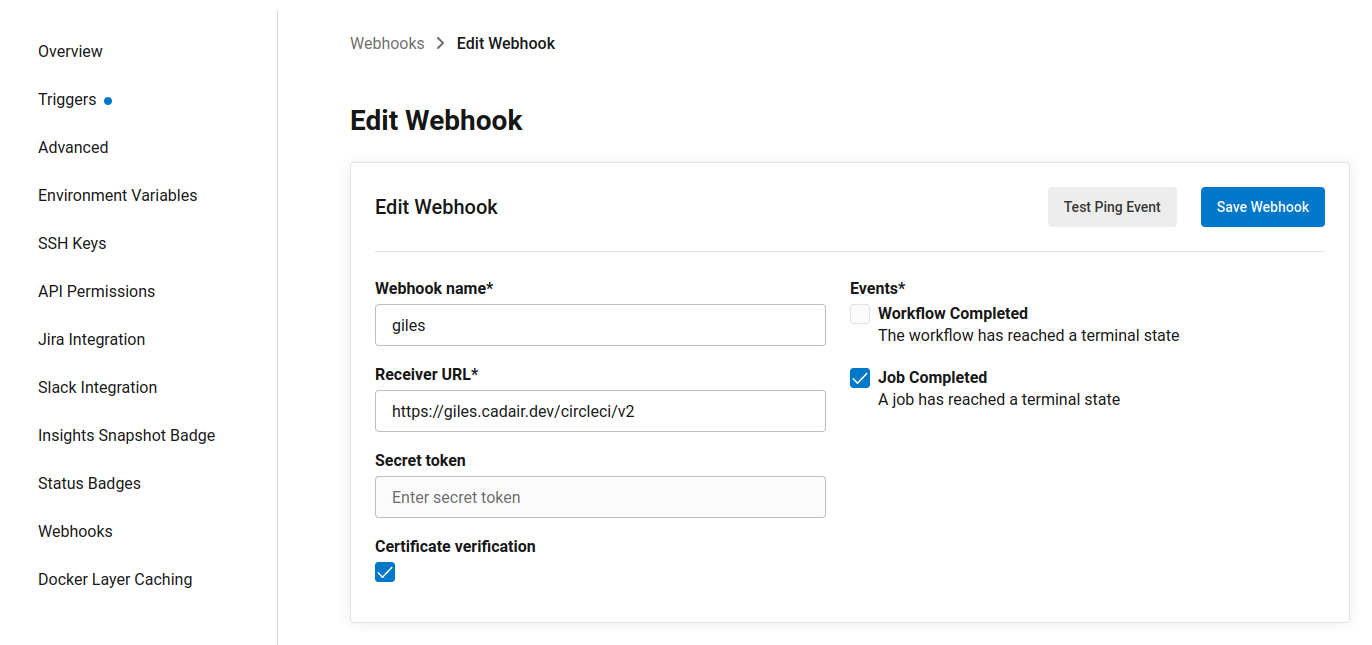 Overview
Triggers
Advanced
Environment Variables
SSH Keys
API Permissions
Jira Integration
Slack Integration
Insights Snapshot Badge
Status Badges
Webhooks
Docker Layer Caching
Webhooks > Edit Webhook
Edit Webhook
Edit Webhook
Test Ping Event
Save Webhook
Webhook name*
giles
Receiver URL*
https://giles.cadair.dev/circleci/v2
Secret token
Enter secret token
Certificate verification
Events*
Workflow Completed
The workflow has reached a terminal state
Job Completed
A job has reached a terminal state